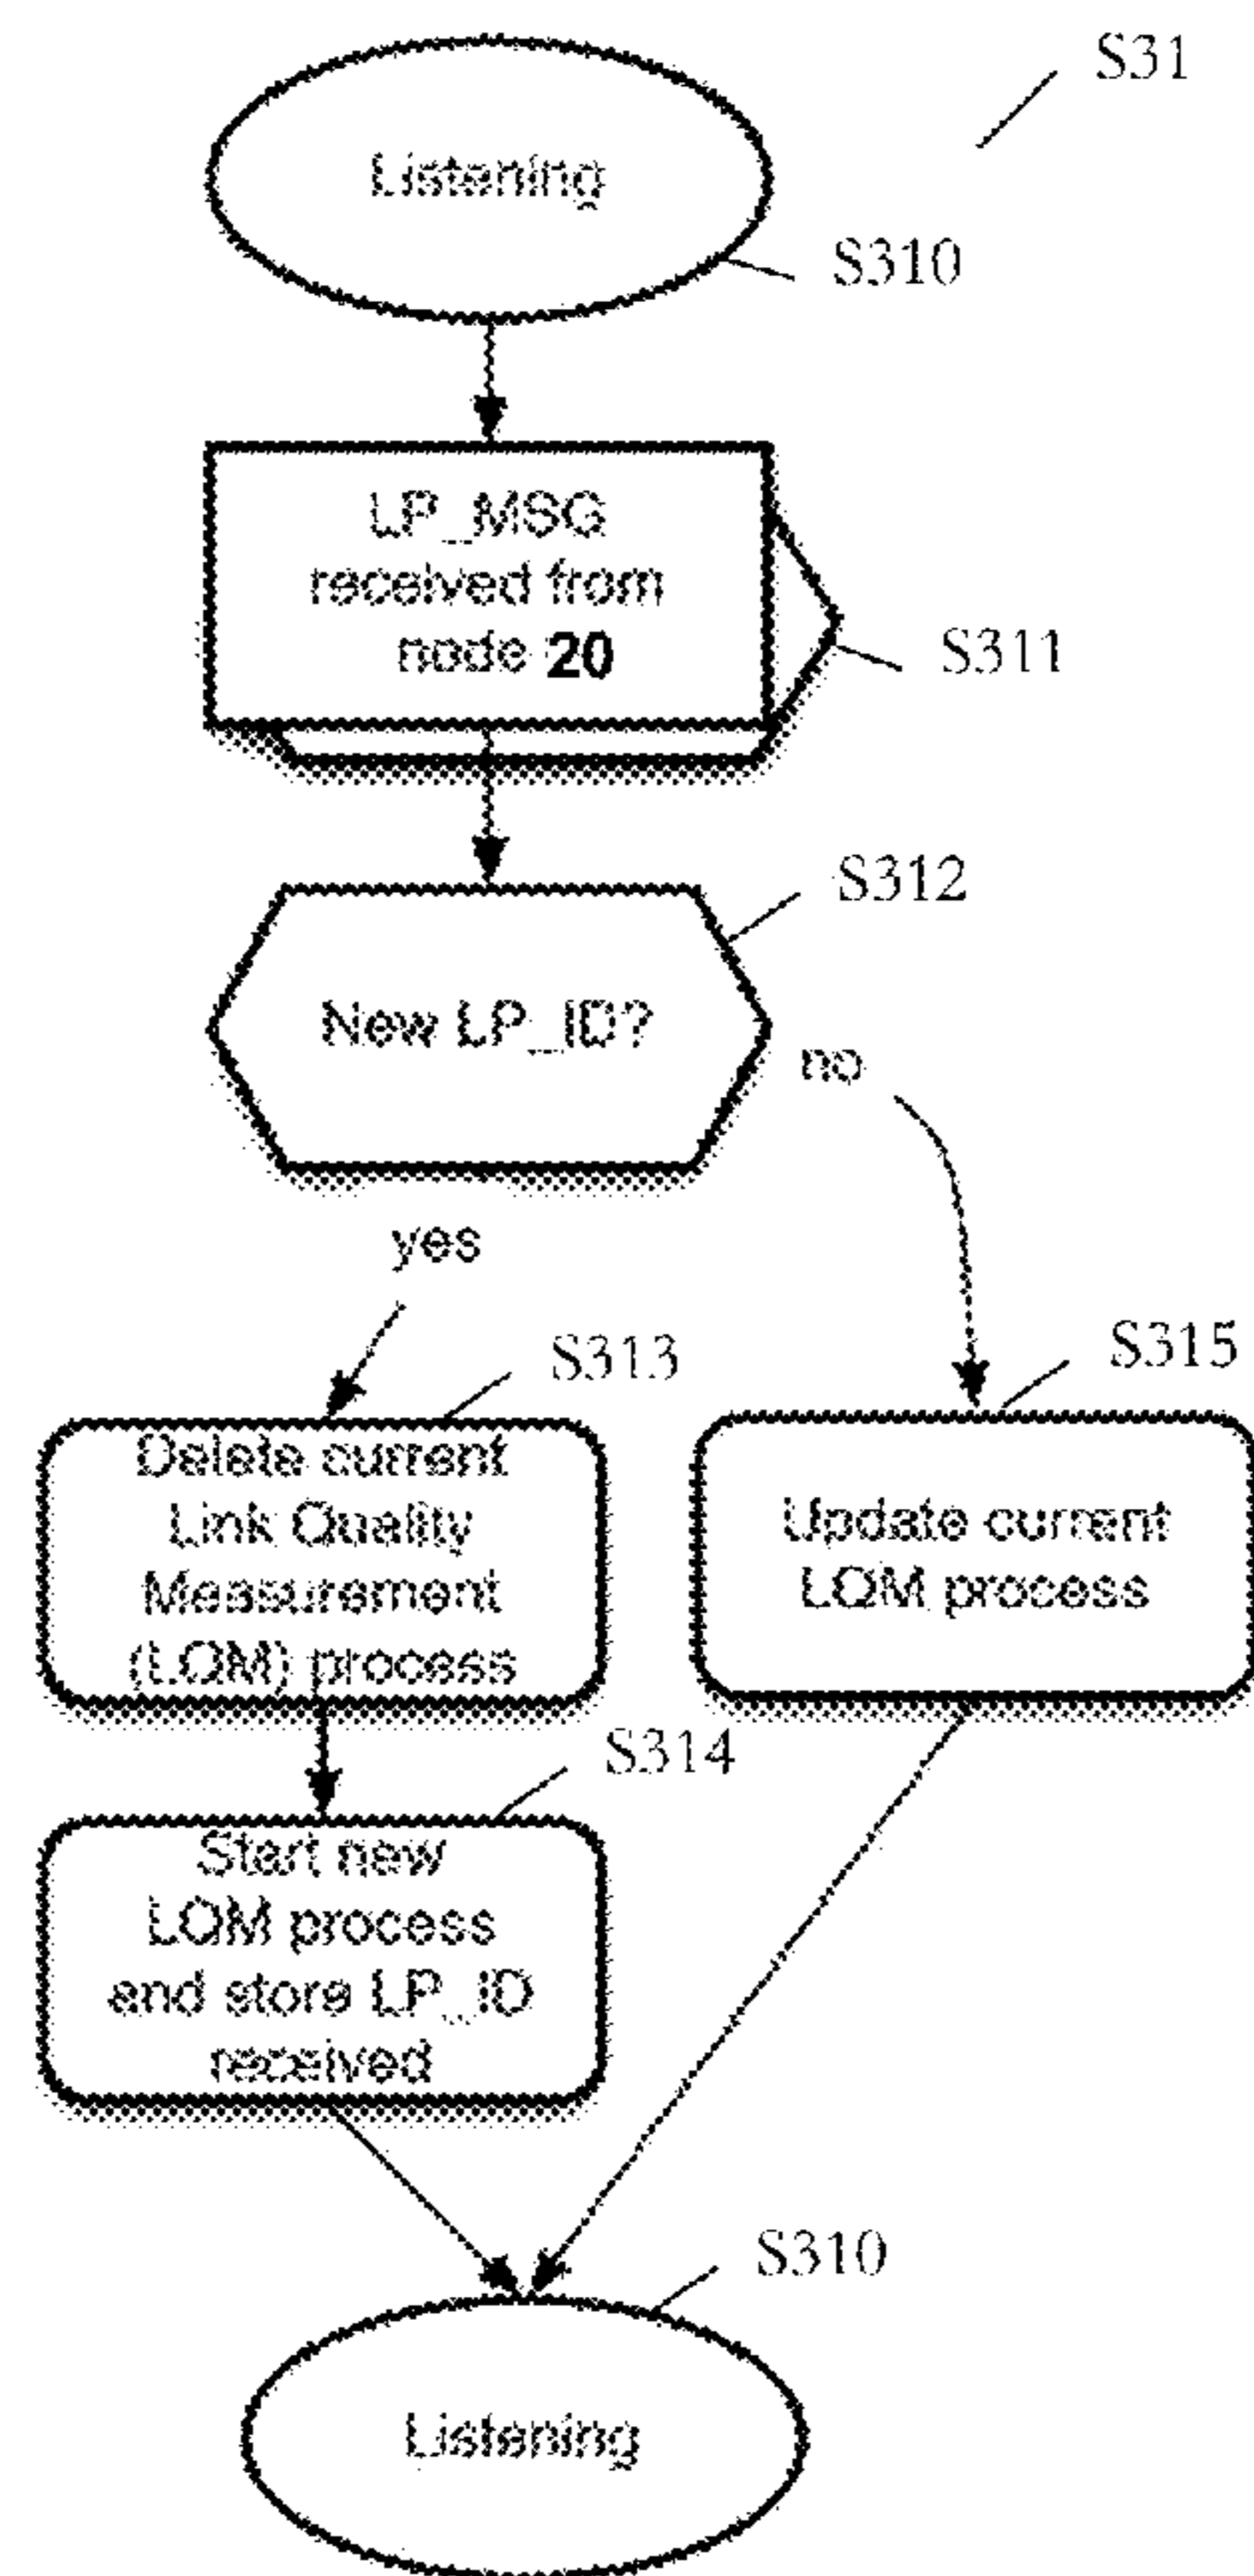 S31
Listening
S310
LP_MSG
received from
node 20
S311
S312
New LP_ID?
no
yes
S313
S315
Delete current
Link Quality
Measurement
(LQM) process
Update current
LQM process
S314
Start new
LQM process
and store LP_ID
received
S310
Listening